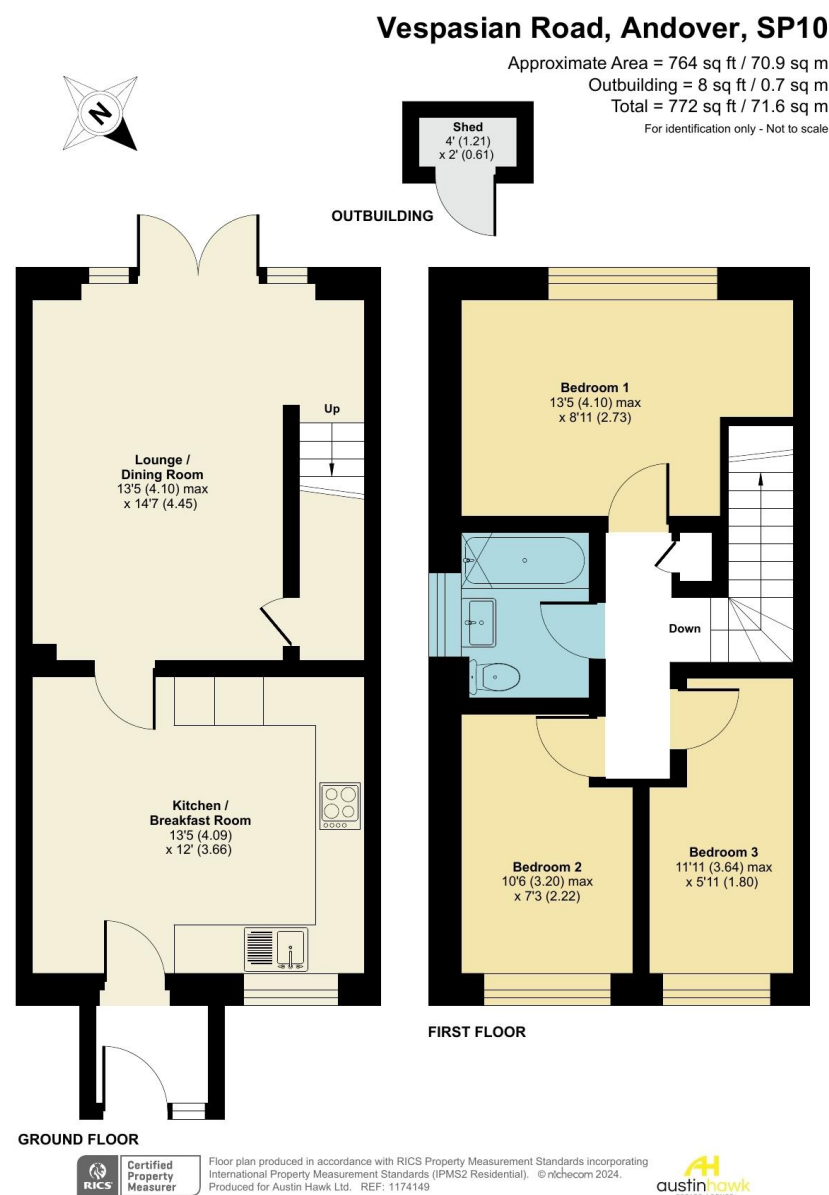 Vespasian Road, Andover, SP10
Approximate Area = 764 sq ft / 70.9 sq m
Outbuilding = 8 sq ft / 0.7 sq m
Total = 772 sq ft / 71.6 sq m
For identification only - Not to scale
N
Shed
4' (1.21)
x 2' (0.61)
OUTBUILDING
Up
Lounge /
Dining Room
13'5 (4.10) max
x 14'7 (4.45)
Kitchen /
Breakfast Room
13'5 (4.09)
x 12' (3.66)
GROUND FLOOR
Bedroom 1
13'5 (4.10) max
x 8'11 (2.73)
Down
Bedroom 2
10'6 (3.20) max
x 7'3 (2.22)
Bedroom 3
11'11 (3.64) max
x 5'11 (1.80)
FIRST FLOOR
RICS
Certified
Property
Measurer
Floor plan produced in accordance with RICS Property Measurement Standards incorporating
International Property Measurement Standards (IPMS2 Residential). © nichecom 2024.
Produced for Austin Hawk Ltd. REF: 1174149
AH
austinhawk